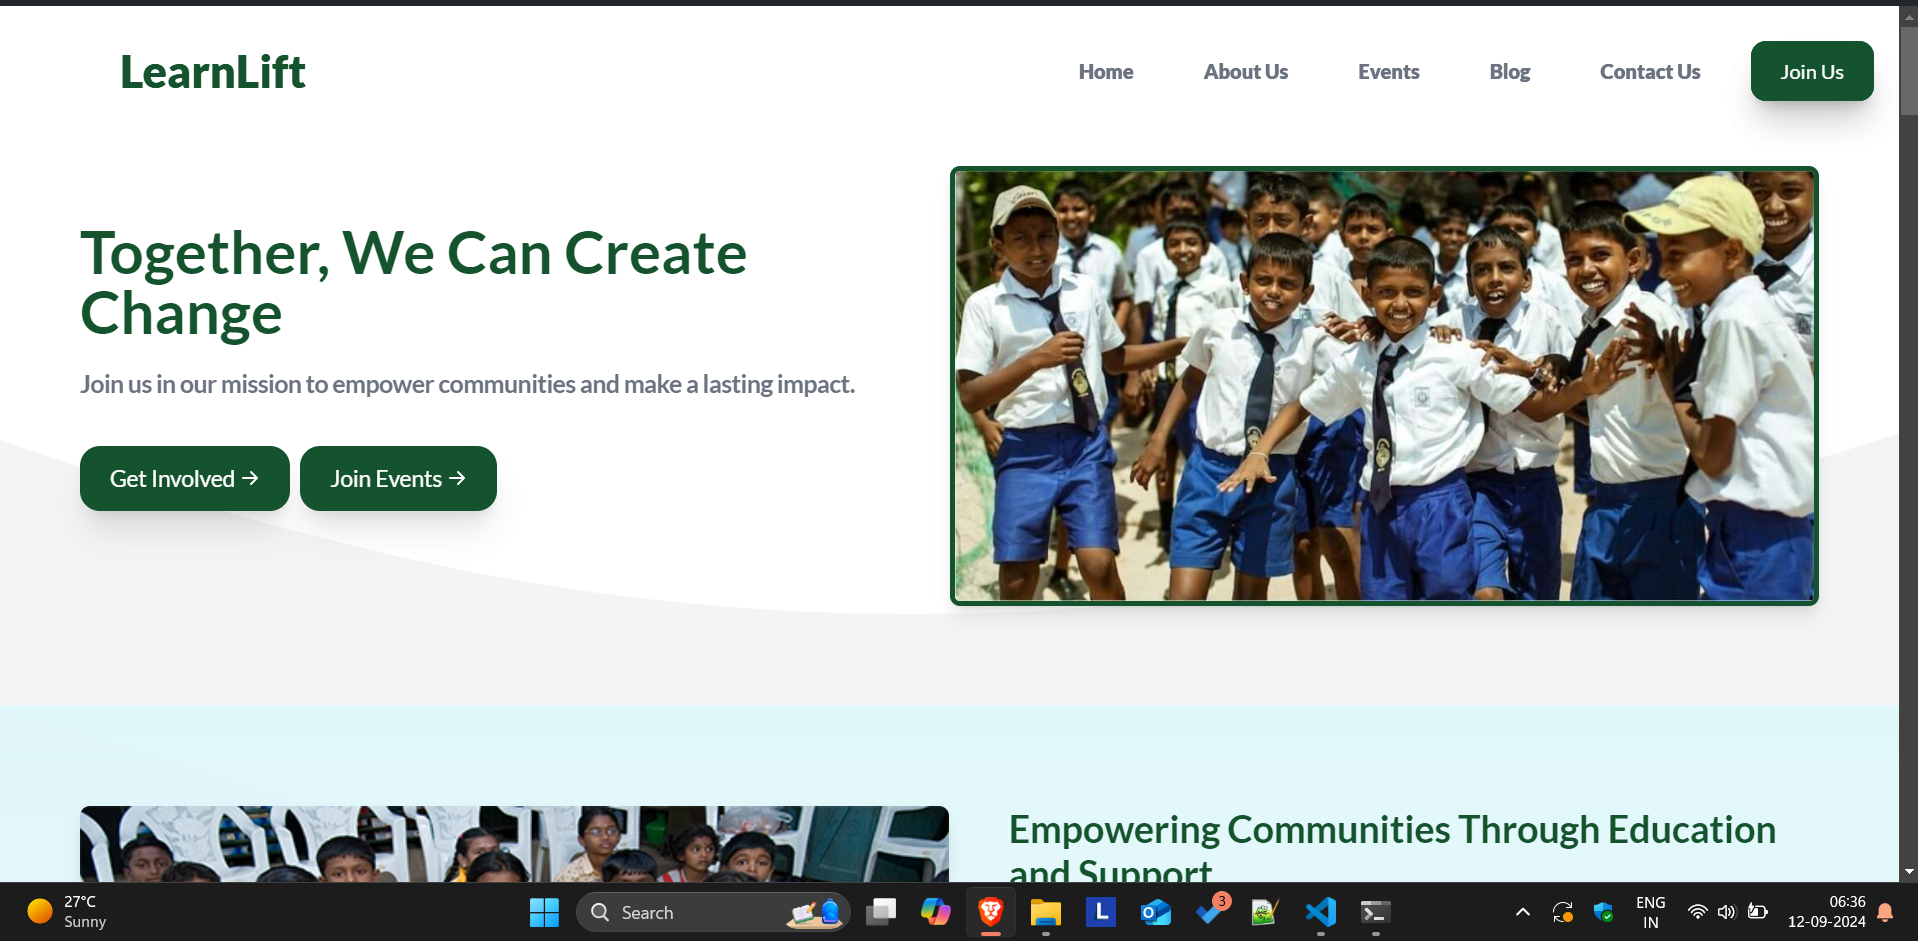 LearnLift
Home
About Us
Events
Blog
Contact Us
Join Us
Together, We Can Create
Change
Join us in our mission to empower communities and make a lasting impact.
Get Involved →
Join Events →
Empowering Communities Through Education
and Support
27°C
Sunny
Search
L
3
ENG
IN
06:36
12-09-2024